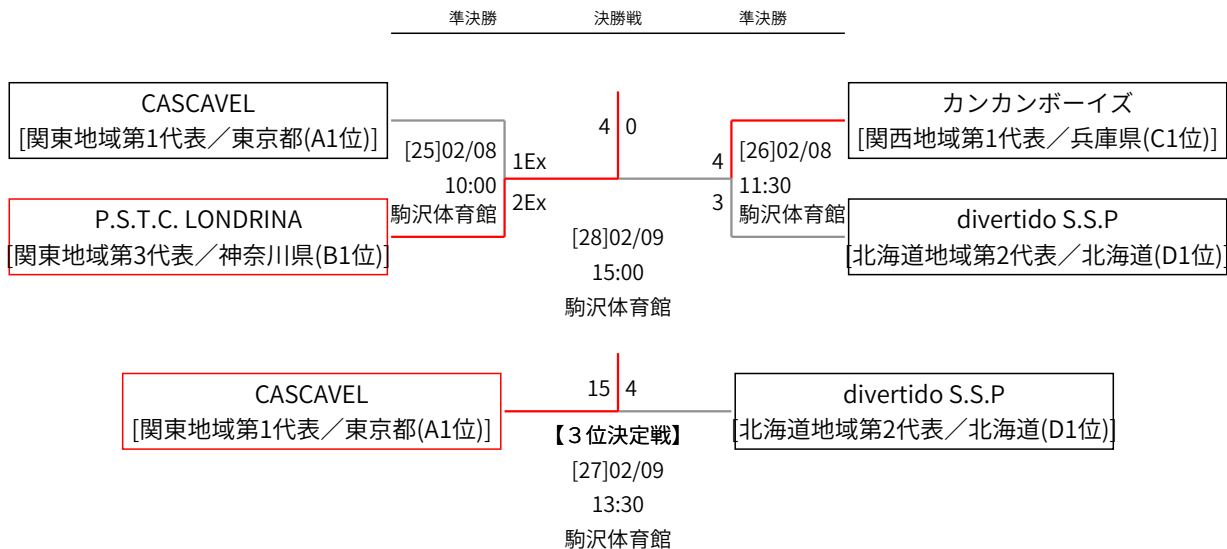 準決勝 決勝戦 準決勝
CASCAVEL
[関東地域第1代表／東京都(A1位)]
P.S.T.C. LONDRINA
[関東地域第3代表／神奈川県(B1位)]
[25]02/08
10:00
駒沢体育館
1Ex
2Ex
4 0
[28]02/09
15:00
駒沢体育館
4
3
[26]02/08
11:30
駒沢体育館
カンカンボーイズ
[関西地域第1代表／兵庫県(C1位)]
divertido S.S.P
[北海道地域第2代表／北海道(D1位)]
CASCAVEL
[関東地域第1代表／東京都(A1位)]
15 4
【３位決定戦】
[27]02/09
13:30
駒沢体育館
divertido S.S.P
[北海道地域第2代表／北海道(D1位)]